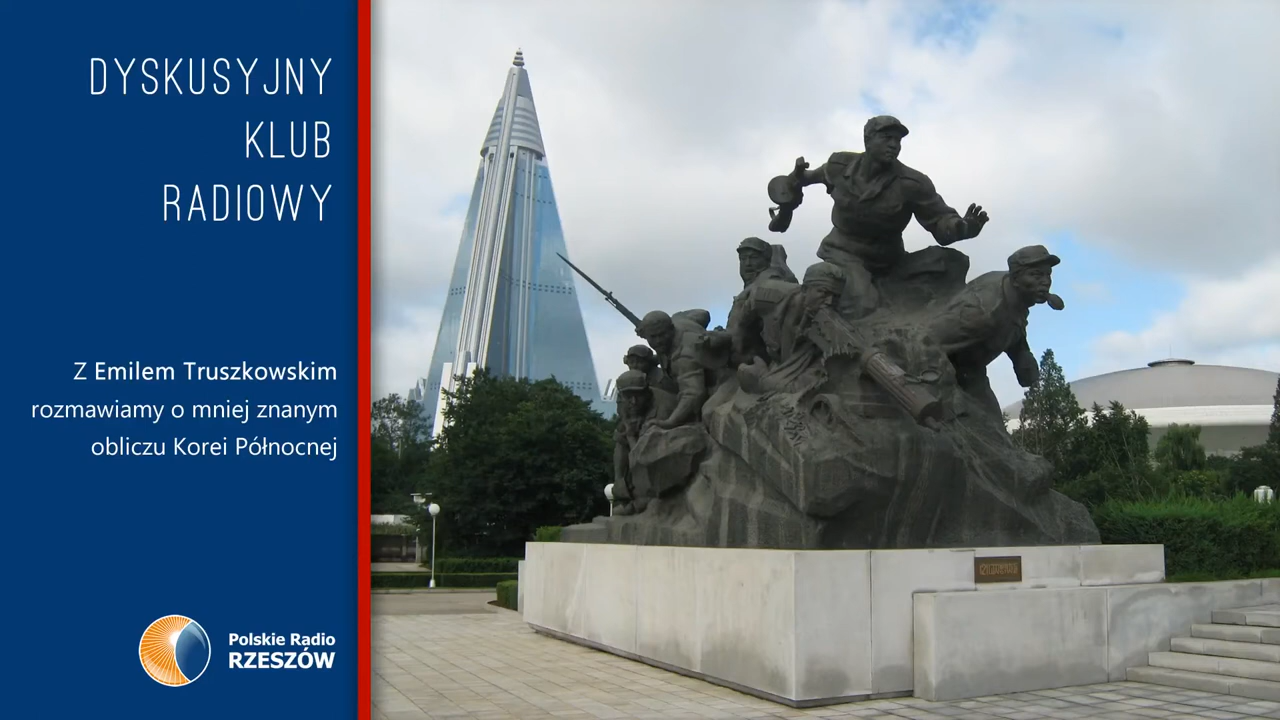 DYSKUSYJNY
KLUB
RADIOWY
Z Emilem Truszkowskim
rozmawiamy o mniej znanym
obliczu Korei Północnej
Polskie Radio
RZESZÓW